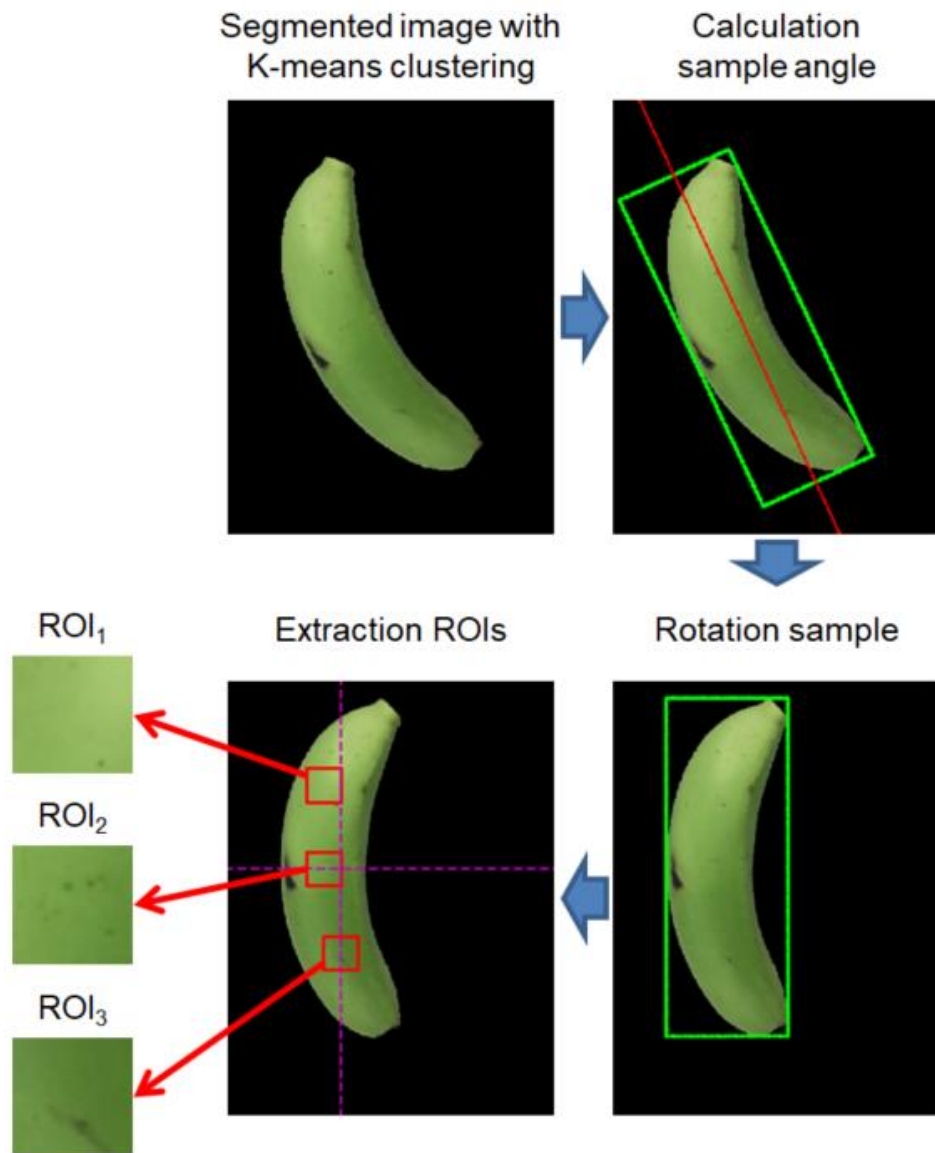 Segmented image with
K-means clustering
Calculation
sample angle
ROI₁
Extraction ROIs
Rotation sample
ROI₂
ROI₃